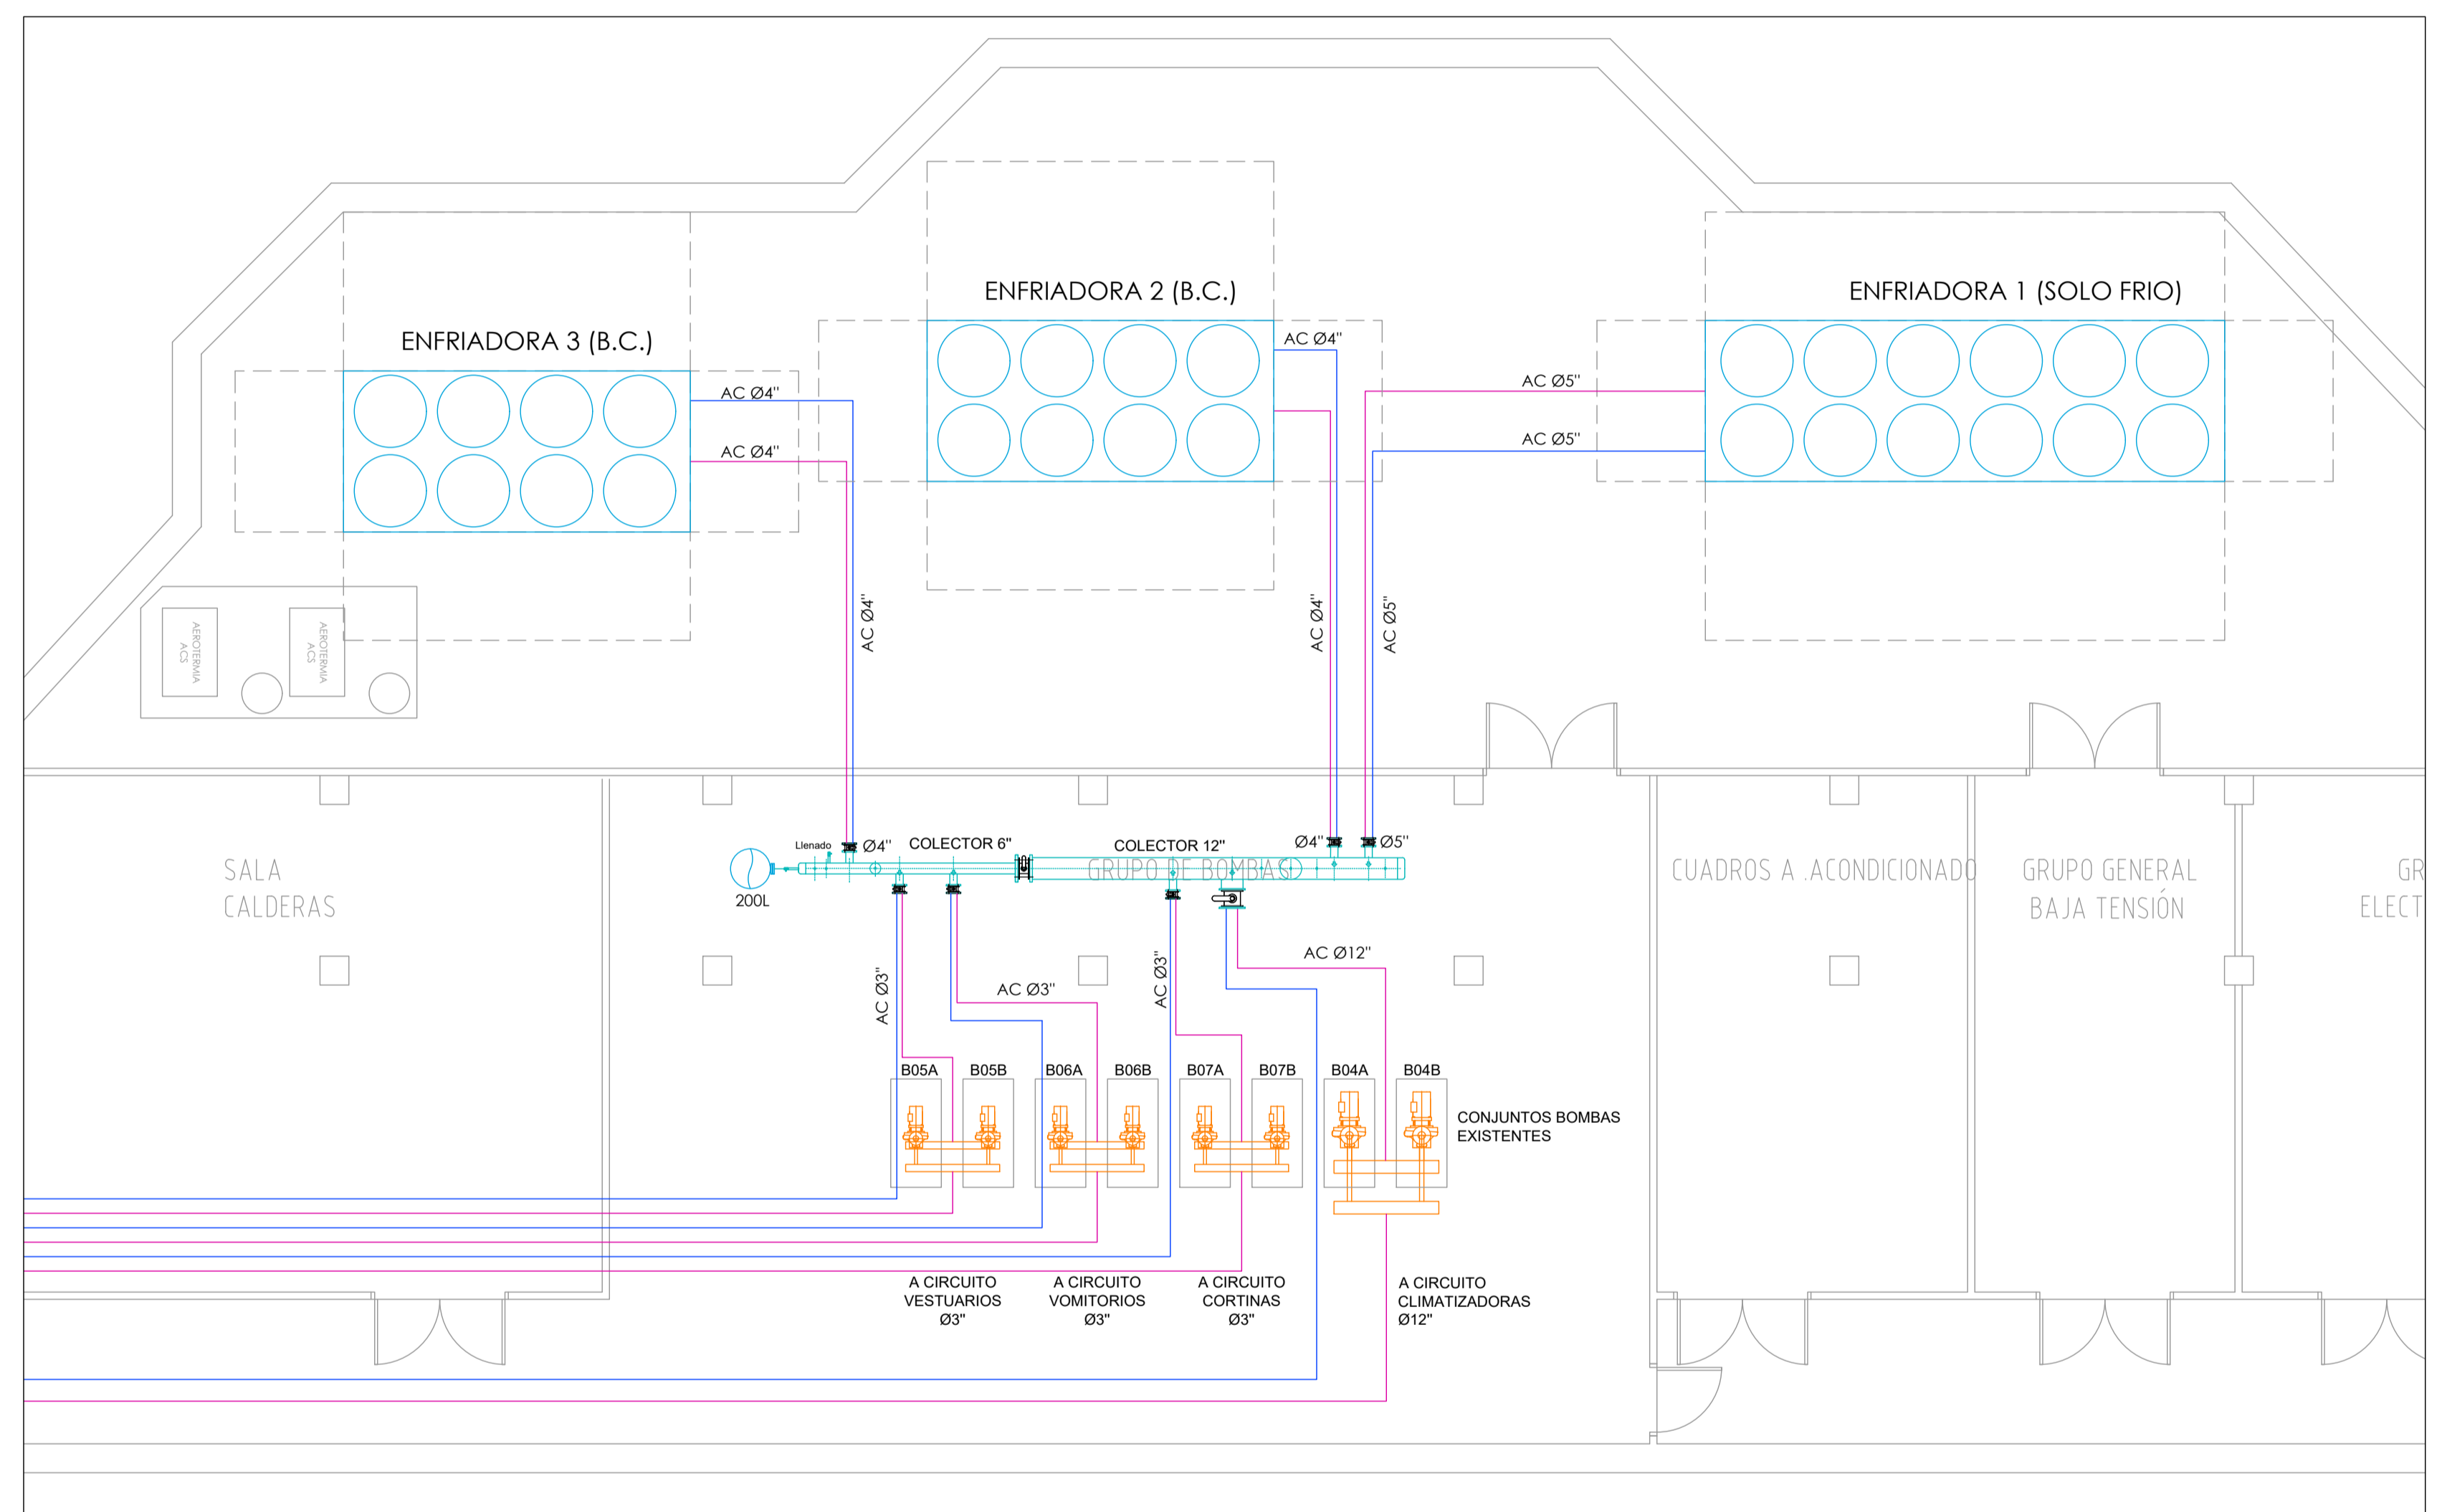 ENFRIADORA 2 (B.C.)
ENFRIADORA 1 (SOLO FRIO)
ENFRIADORA 3 (B.C.)
AC Ø4"
AC Ø5"
AC Ø4"
AC Ø5"
AC Ø4"
AC Ø4"
AC Ø4"
AC Ø5"
AEROTERMIA
ACS
AEROTERMIA
ACS
Llenado
Ø4"
COLECTOR 6"
COLECTOR 12"
Ø4"
Ø5"
200L
GRUPO DE BOMBAS
SALA
CALDERAS
CUADROS A .ACONDICIONADO
GRUPO GENERAL
BAJA TENSIÓN
GR
ELECT
AC Ø3"
AC Ø3"
AC Ø3"
AC Ø12"
B05A
B05B
B06A
B06B
B07A
B07B
B04A
B04B
CONJUNTOS BOMBAS
EXISTENTES
A CIRCUITO
VESTUARIOS
Ø3"
A CIRCUITO
VOMITORIOS
Ø3"
A CIRCUITO
CORTINAS
Ø3"
A CIRCUITO
CLIMATIZADORAS
Ø12"